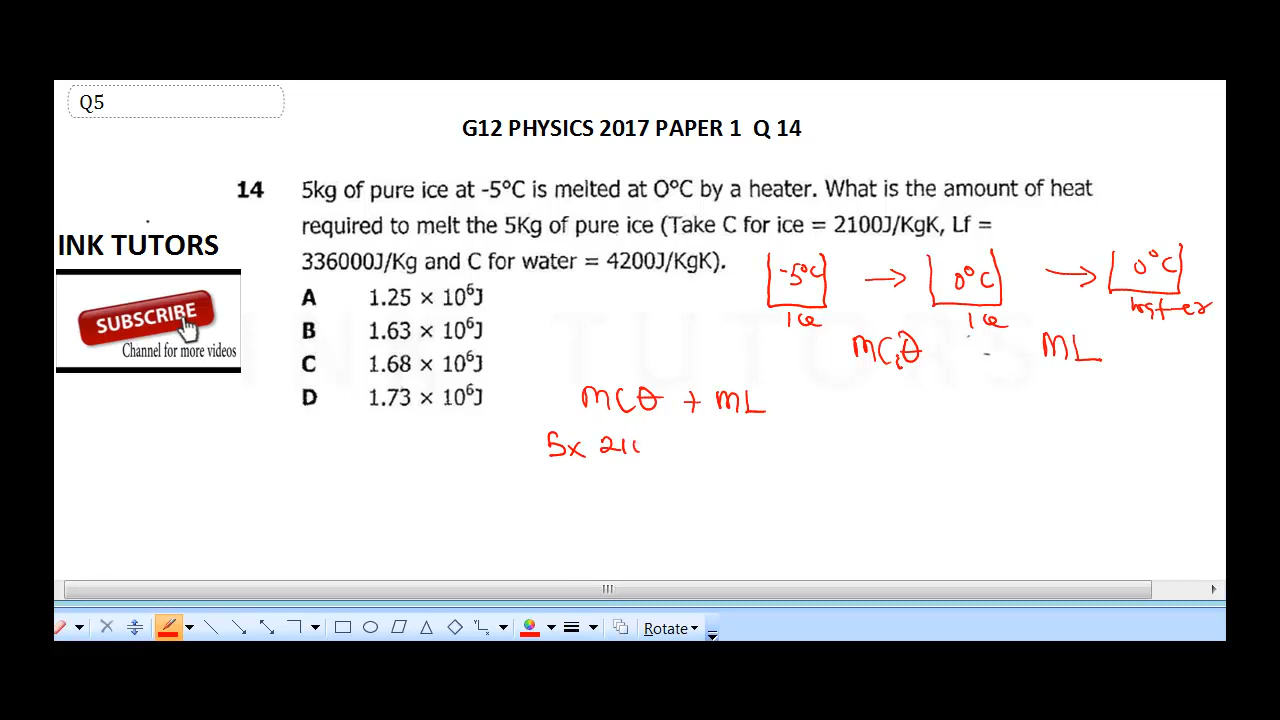 Q5
G12 PHYSICS 2017 PAPER 1 Q 14
14 5kg of pure ice at -5°C is melted at O°C by a heater. What is the amount of heat
required to melt the 5Kg of pure ice (Take C for ice = 2100J/KgK, Lf =
336000J/Kg and C for water = 4200J/KgK).
INK TUTORS
SUBSCRIBE
Channel for more videos
A 1.25 × 10⁶J
B 1.63 × 10⁶J
C 1.68 × 10⁶J
D 1.73 × 10⁶J
-5°C → 0°C → 0°C
Ice Ice
MCθ ML
MCθ + ML
5x 211
INK TUTORS
Rotate